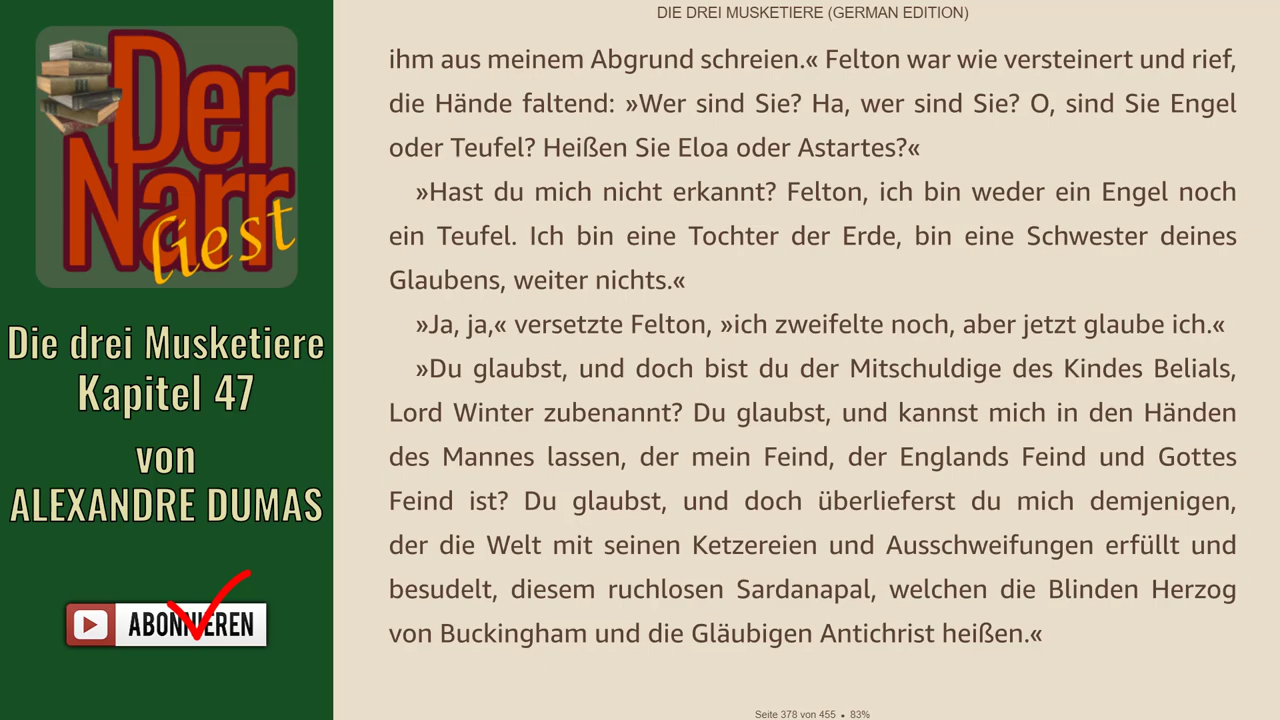 Der
Narr
liest
Die drei Musketiere
Kapitel 47
von
ALEXANDRE DUMAS
ABONNIEREN
DIE DREI MUSKETIERE (GERMAN EDITION)
ihm aus meinem Abgrund schreien.« Felton war wie versteinert und rief,
die Hände faltend: »Wer sind Sie? Ha, wer sind Sie? O, sind Sie Engel
oder Teufel? Heißen Sie Eloa oder Astartes?«
»Hast du mich nicht erkannt? Felton, ich bin weder ein Engel noch
ein Teufel. Ich bin eine Tochter der Erde, bin eine Schwester deines
Glaubens, weiter nichts.«
»Ja, ja,« versetzte Felton, »ich zweifelte noch, aber jetzt glaube ich.«
»Du glaubst, und doch bist du der Mitschuldige des Kindes Belials,
Lord Winter zubenannt? Du glaubst, und kannst mich in den Händen
des Mannes lassen, der mein Feind, der Englands Feind und Gottes
Feind ist? Du glaubst, und doch überlieferst du mich demjenigen,
der die Welt mit seinen Ketzereien und Ausschweifungen erfüllt und
besudelt, diesem ruchlosen Sardanapal, welchen die Blinden Herzog
von Buckingham und die Gläubigen Antichrist heißen.«
Seite 378 von 455 • 83%